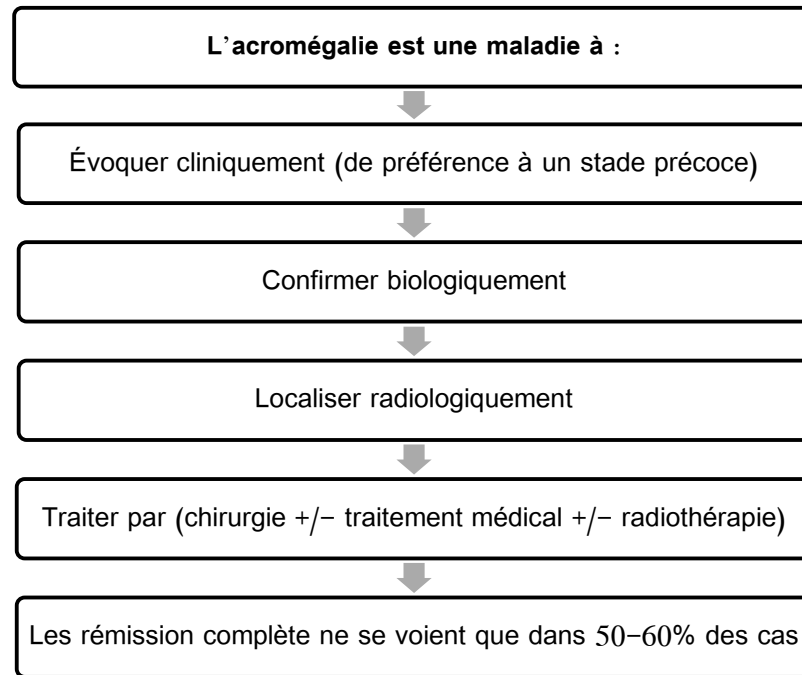 L'acromégalie est une maladie à :
Évoquer cliniquement (de préférence à un stade précoce)
Confirmer biologiquement
Localiser radiologiquement
Traiter par (chirurgie +/− traitement médical +/− radiothérapie)
Les rémission complète ne se voient que dans 50−60% des cas